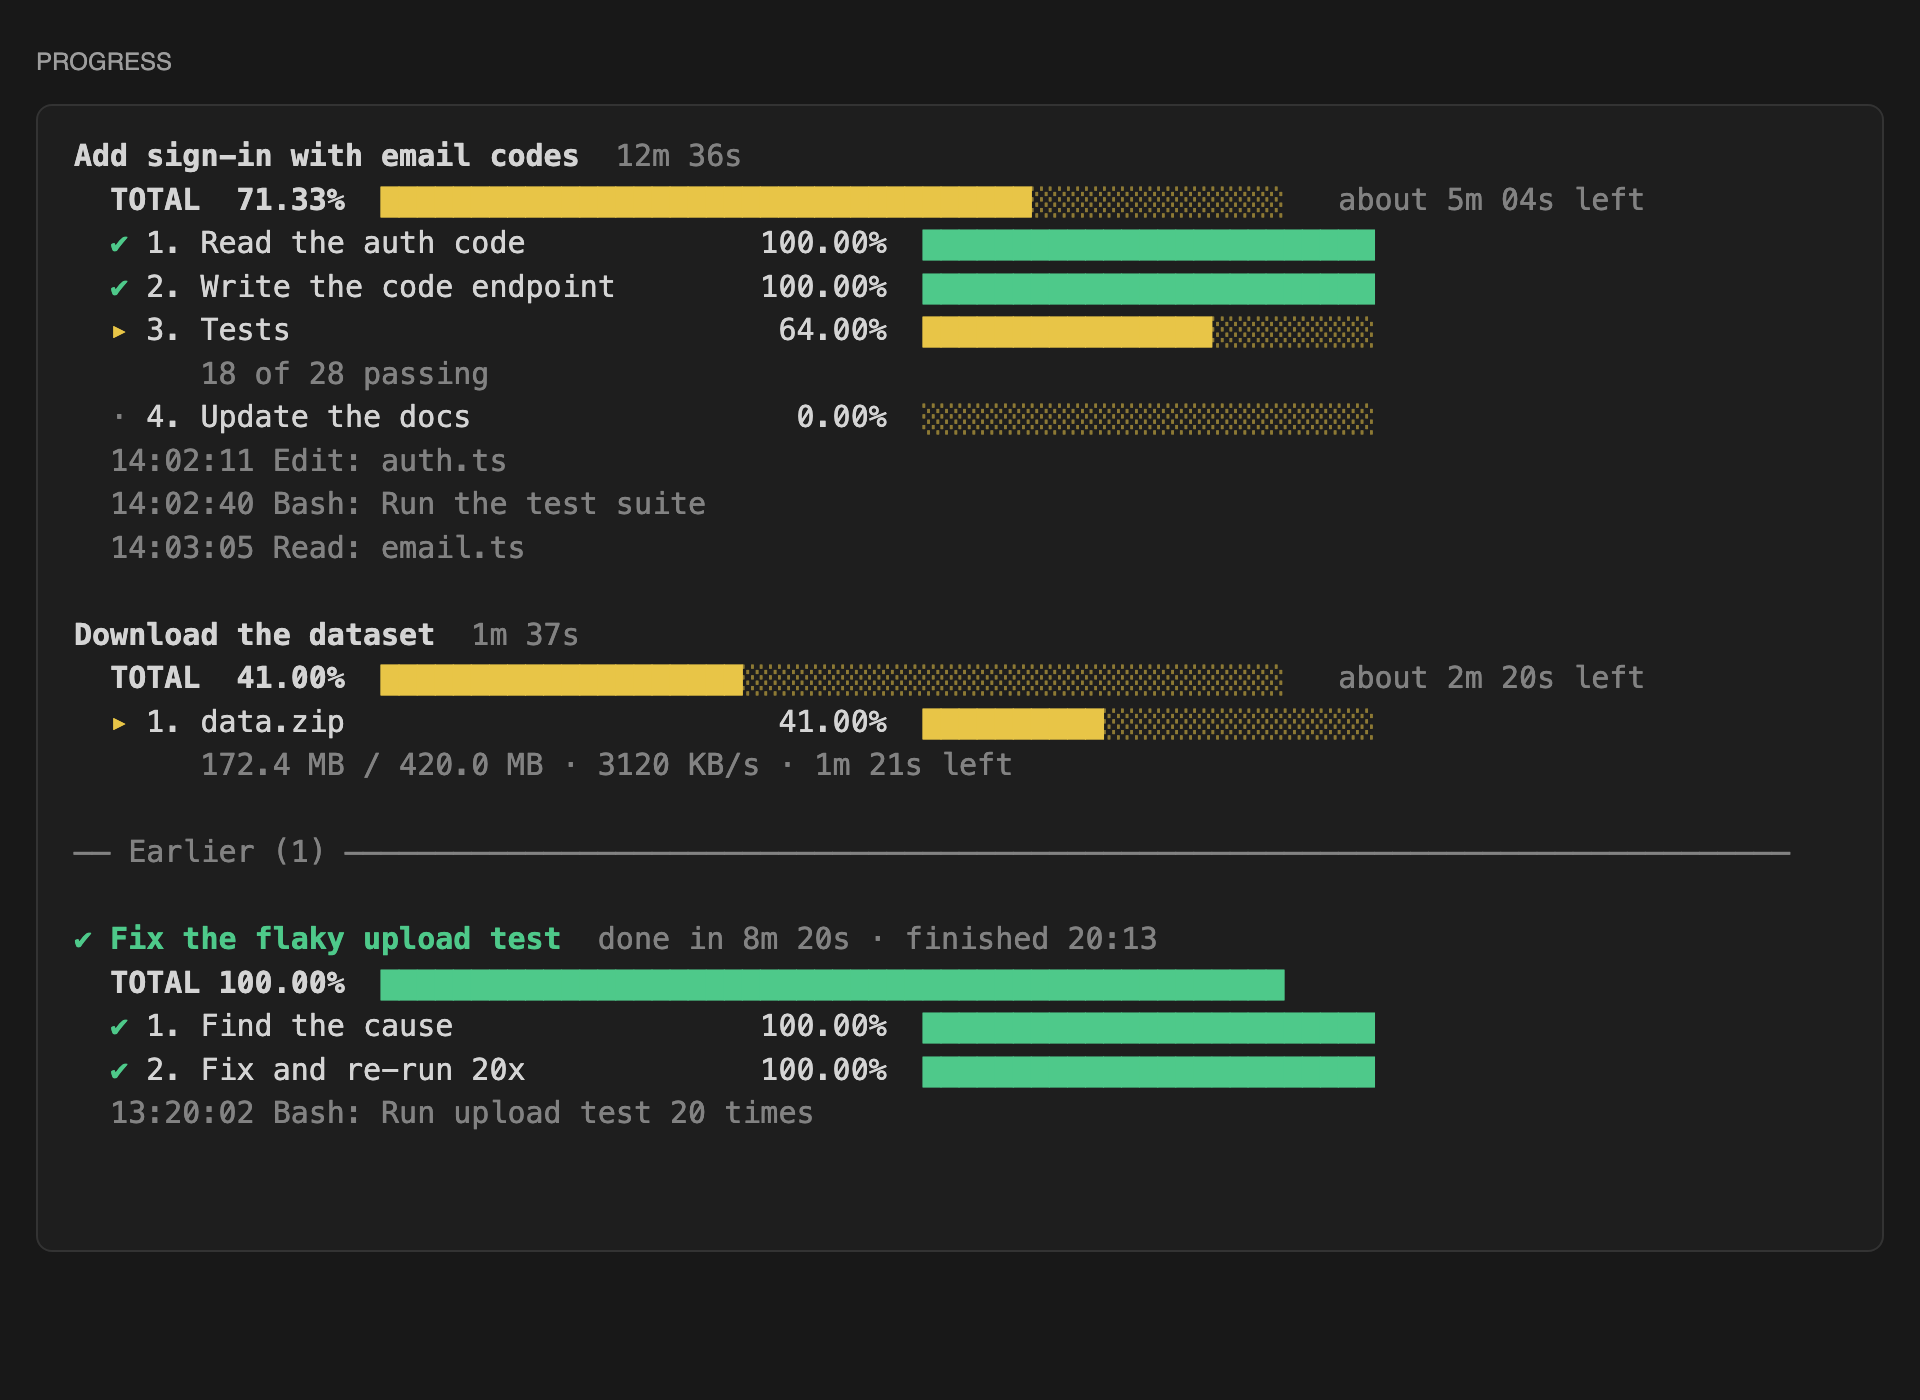 PROGRESS
Add sign-in with email codes  12m 36s
TOTAL  71.33%  about 5m 04s left
✔ 1. Read the auth code  100.00%
✔ 2. Write the code endpoint  100.00%
▸ 3. Tests  64.00%
18 of 28 passing
· 4. Update the docs  0.00%
14:02:11 Edit: auth.ts
14:02:40 Bash: Run the test suite
14:03:05 Read: email.ts
Download the dataset  1m 37s
TOTAL  41.00%  about 2m 20s left
▸ 1. data.zip  41.00%
172.4 MB / 420.0 MB · 3120 KB/s · 1m 21s left
── Earlier (1) ──
✔ Fix the flaky upload test  done in 8m 20s · finished 20:13
TOTAL 100.00%
✔ 1. Find the cause  100.00%
✔ 2. Fix and re-run 20x  100.00%
13:20:02 Bash: Run upload test 20 times